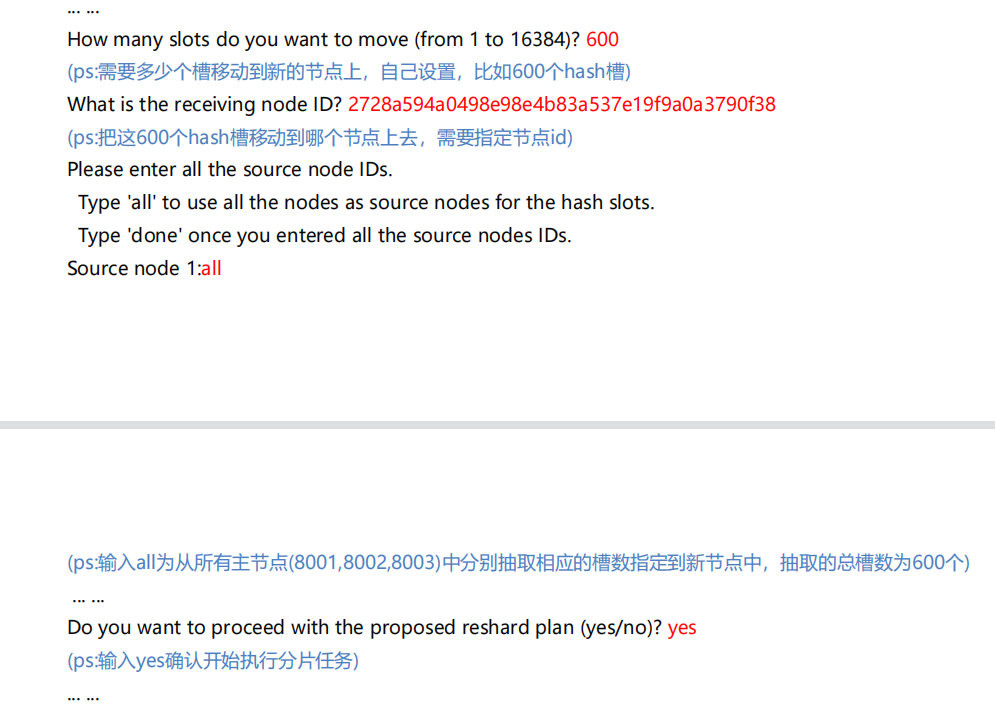 ... ...
How many slots do you want to move (from 1 to 16384)? 600
(ps:需要多少个槽移动到新的节点上，自己设置，比如600个hash槽)
What is the receiving node ID? 2728a594a0498e98e4b83a537e19f9a0a3790f38
(ps:把这600个hash槽移动到哪个节点上去，需要指定节点id)
Please enter all the source node IDs.
Type 'all' to use all the nodes as source nodes for the hash slots.
Type 'done' once you entered all the source nodes IDs.
Source node 1:all
(ps:输入all为从所有主节点(8001,8002,8003)中分别抽取相应的槽数指定到新节点中，抽取的总槽数为600个)
... ...
Do you want to proceed with the proposed reshard plan (yes/no)? yes
(ps:输入yes确认开始执行分片任务)
... ...